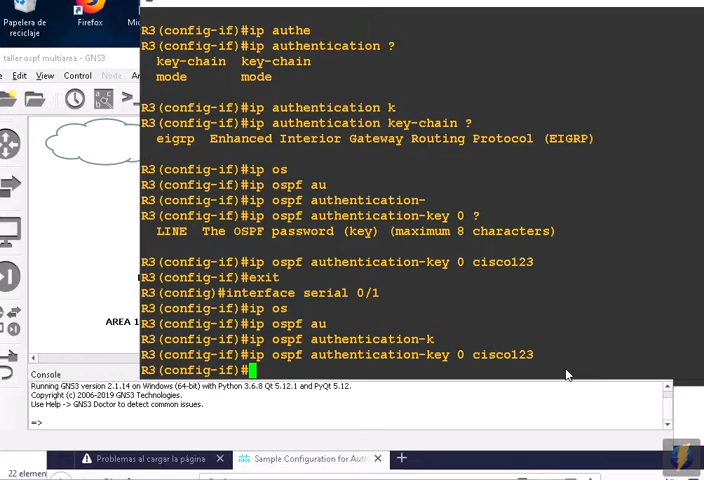 Papelera de
reciclaje
Firefox
taller ospf multiarea - GNS3
Edit View Control Node
AREA 1
R3(config-if)#ip authe
R3(config-if)#ip authentication ?
key-chain key-chain
mode mode
R3(config-if)#ip authentication k
R3(config-if)#ip authentication key-chain ?
eigrp Enhanced Interior Gateway Routing Protocol (EIGRP)
R3(config-if)#ip os
R3(config-if)#ip ospf au
R3(config-if)#ip ospf authentication-
R3(config-if)#ip ospf authentication-key 0 ?
LINE The OSPF password (key) (maximum 8 characters)
R3(config-if)#ip ospf authentication-key 0 cisco123
R3(config-if)#exit
R3(config)#interface serial 0/1
R3(config-if)#ip os
R3(config-if)#ip ospf au
R3(config-if)#ip ospf authentication-k
R3(config-if)#ip ospf authentication-key 0 cisco123
R3(config-if)#
Console
Running GNS3 version 2.1.14 on Windows (64-bit) with Python 3.6.8 Qt 5.12.1 and PyQt 5.12.
Copyright (c) 2006-2019 GNS3 Technologies.
Use Help -> GNS3 Doctor to detect common issues.
=>
Problemas al cargar la página
Sample Configuration for Auth
22 elemen